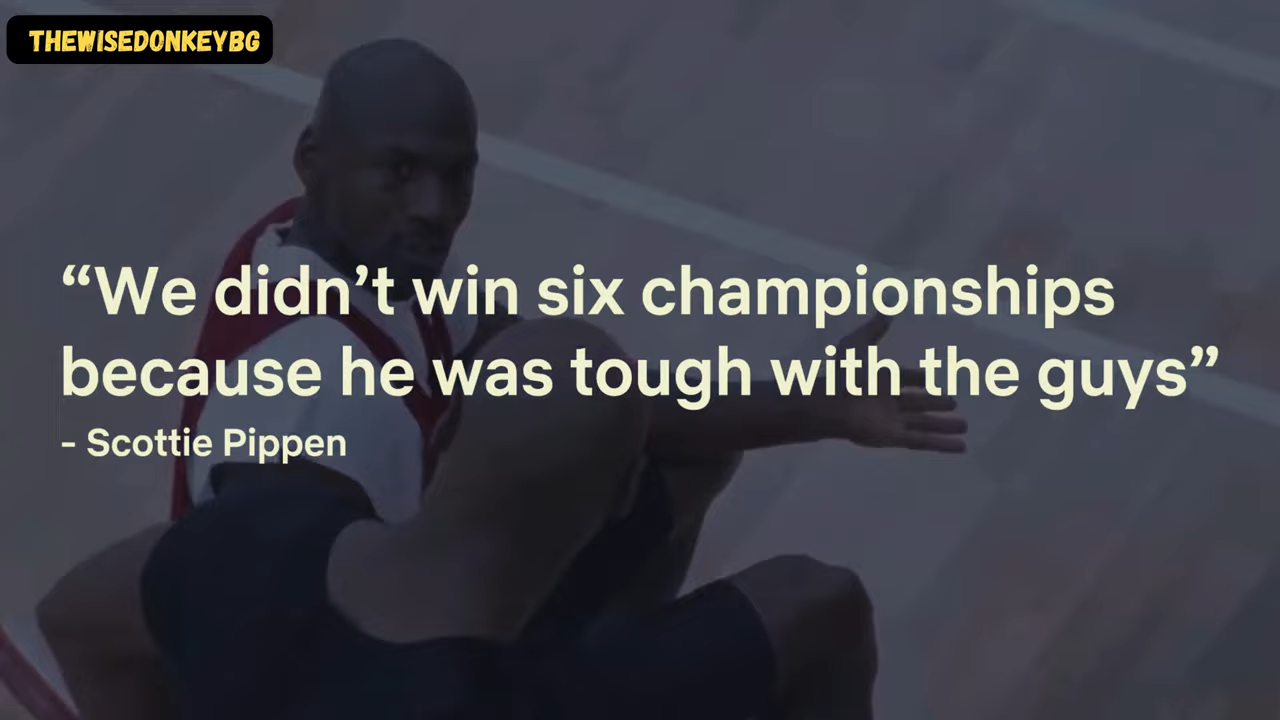 THEWISEDONKEYBG
“We didn’t win six championships
because he was tough with the guys”
- Scottie Pippen